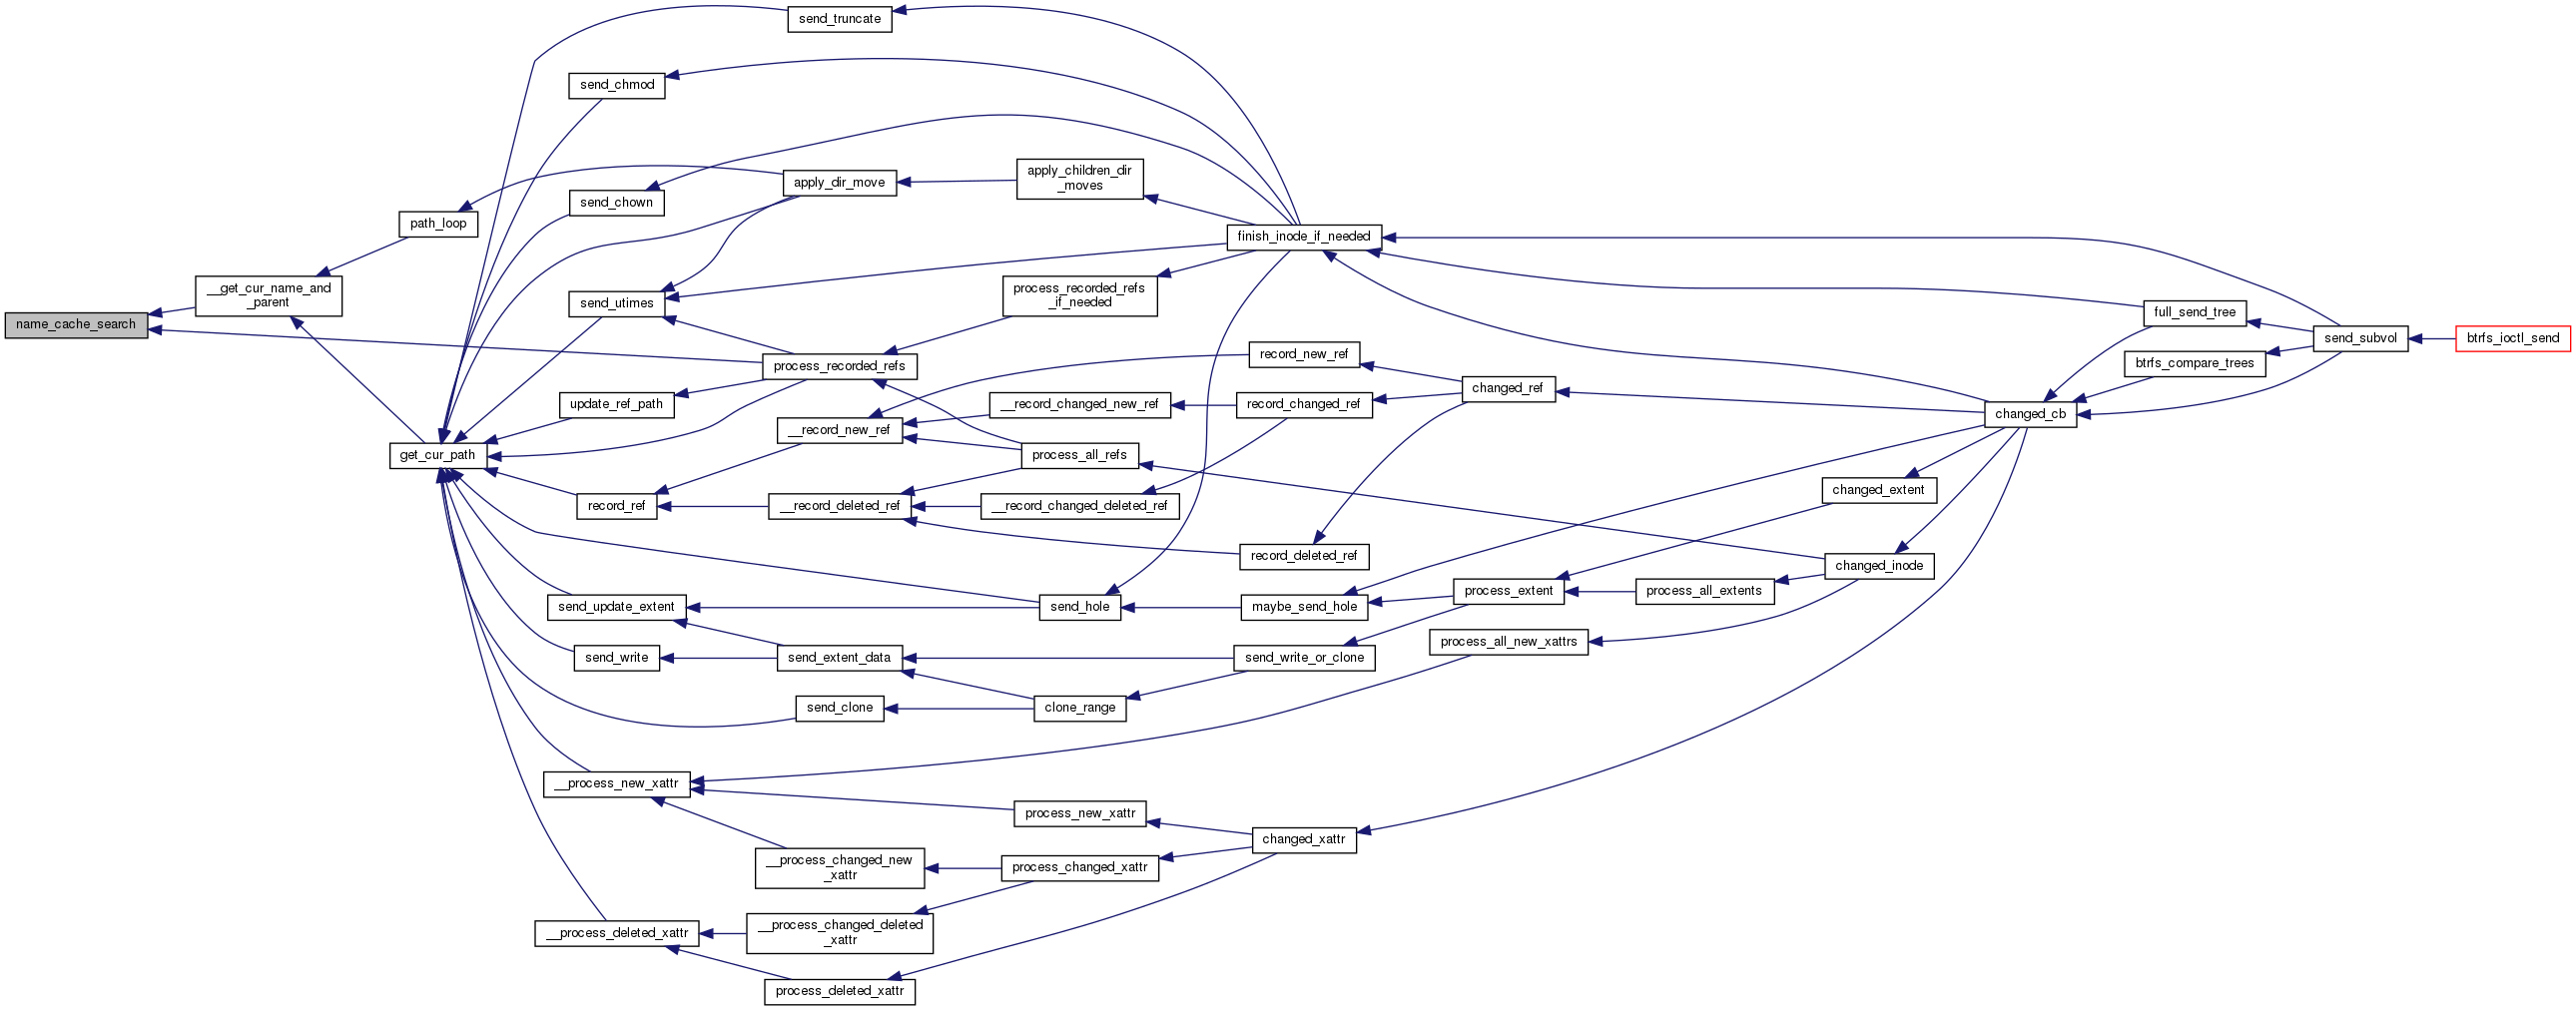 name_cache_search
__get_cur_name_and
_parent
path_loop
get_cur_path
send_truncate
send_chmod
send_chown
apply_dir_move
apply_children_dir
_moves
finish_inode_if_needed
send_utimes
process_recorded_refs
_if_needed
process_recorded_refs
update_ref_path
__record_new_ref
record_ref
__record_deleted_ref
record_new_ref
__record_changed_new_ref
record_changed_ref
process_all_refs
__record_changed_deleted_ref
record_deleted_ref
changed_ref
full_send_tree
send_subvol
btrfs_ioctl_send
btrfs_compare_trees
changed_cb
changed_extent
changed_inode
send_update_extent
send_hole
maybe_send_hole
process_extent
process_all_extents
send_write
send_extent_data
send_write_or_clone
process_all_new_xattrs
send_clone
clone_range
__process_new_xattr
process_new_xattr
changed_xattr
__process_changed_new
_xattr
process_changed_xattr
__process_deleted_xattr
__process_changed_deleted
_xattr
process_deleted_xattr